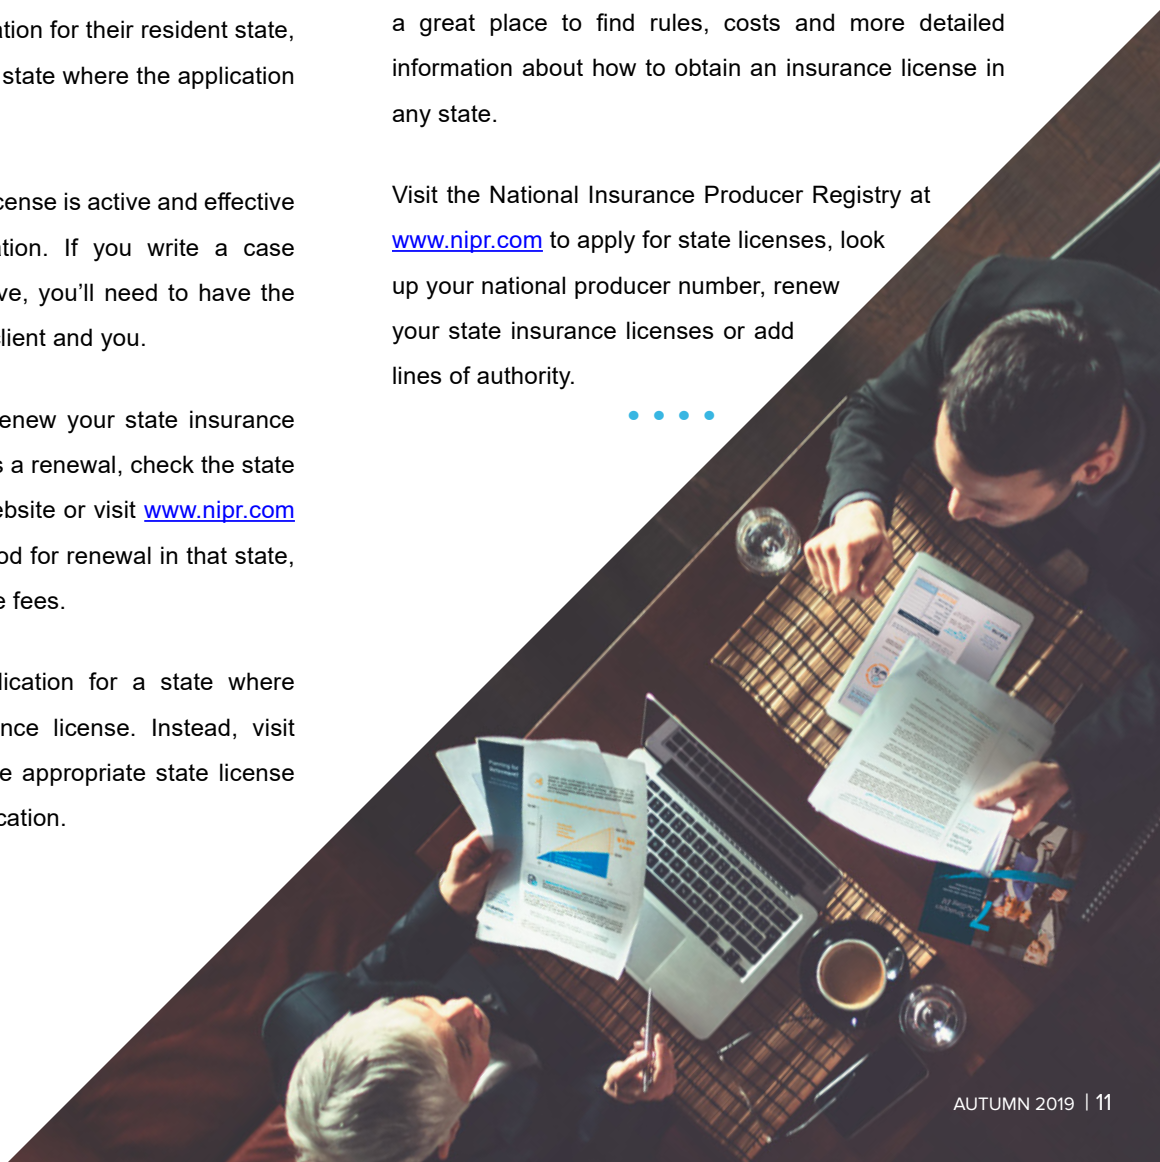 ation for their resident state,
state where the application
cense is active and effective
ation. If you write a case
ve, you'll need to have the
client and you.
enew your state insurance
s a renewal, check the state
ebsite or visit www.nipr.com
od for renewal in that state,
e fees.
lication for a state where
nce license. Instead, visit
e appropriate state license
cation.
a great place to find rules, costs and more detailed
information about how to obtain an insurance license in
any state.
Visit the National Insurance Producer Registry at
www.nipr.com to apply for state licenses, look
up your national producer number, renew
your state insurance licenses or add
lines of authority.
Planning for
Retirement?
7
AUTUMN 2019 | 11